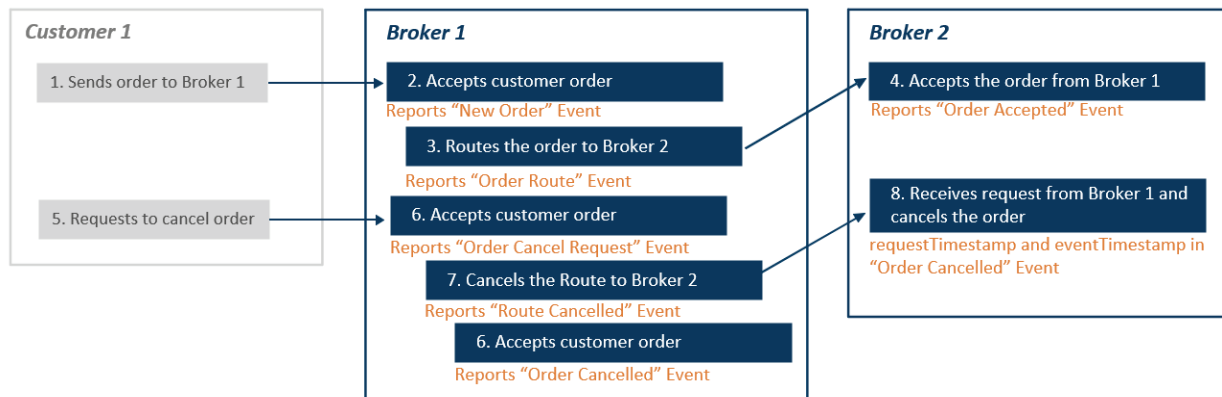 Customer 1
1. Sends order to Broker 1
5. Requests to cancel order
Broker 1
2. Accepts customer order
Reports “New Order” Event
3. Routes the order to Broker 2
Reports “Order Route” Event
6. Accepts customer order
Reports “Order Cancel Request” Event
7. Cancels the Route to Broker 2
Reports “Route Cancelled” Event
6. Accepts customer order
Reports “Order Cancelled” Event
Broker 2
4. Accepts the order from Broker 1
Reports “Order Accepted” Event
8. Receives request from Broker 1 and
cancels the order
requestTimestamp and eventTimestamp in
“Order Cancelled” Event